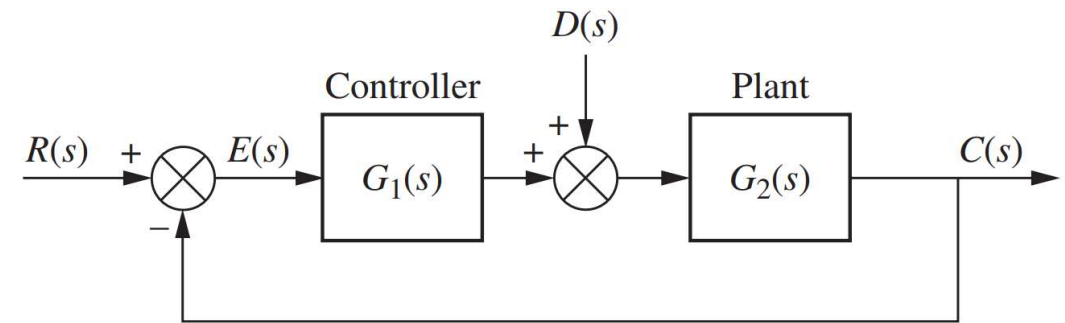 D(s)
Controller
Plant
R(s) + E(s) G₁(s) + + G₂(s) C(s)
−